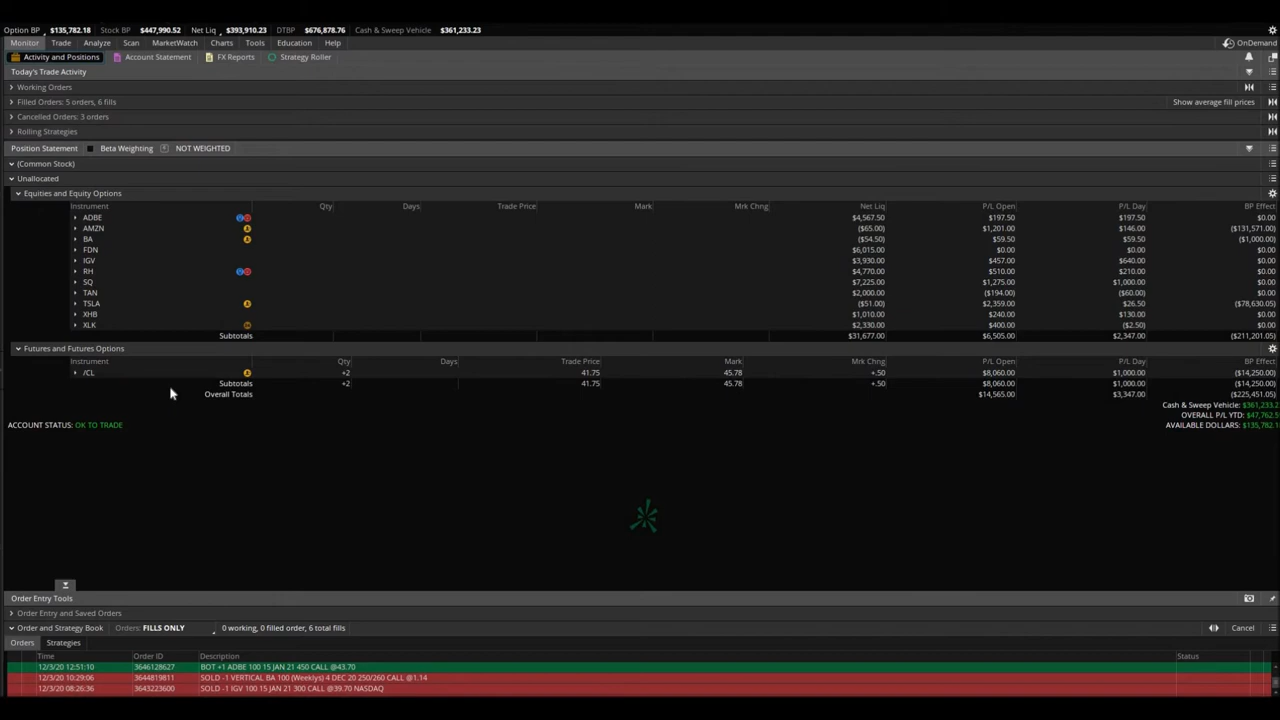 Option BP $135,782.18 Stock BP $447,990.52 Net Liq $393,910.23 DTBP $676,878.76 Cash & Sweep Vehicle $361,233.23
Monitor Trade Analyze Scan MarketWatch Charts Tools Education Help OnDemand
Activity and Positions Account Statement FX Reports Strategy Roller
Today's Trade Activity
Working Orders
Filled Orders: 5 orders, 6 fills Show average fill prices
Cancelled Orders: 3 orders
Rolling Strategies
Position Statement Beta Weighting NOT WEIGHTED
(Common Stock)
Unallocated
Equities and Equity Options
Instrument Qty Days Trade Price Mark Mrk Chng Net Liq P/L Open P/L Day BP Effect
ADBE $4,567.50 $197.50 $197.50 $0.00
AMZN ($65.00) $1,201.00 $146.00 ($131,571.00)
BA ($54.50) $59.50 $59.50 ($1,000.00)
FDN $6,015.00 $0.00 $0.00 $0.00
IGV $3,930.00 $457.00 $640.00 $0.00
RH $4,770.00 $510.00 $210.00 $0.00
SQ $7,225.00 $1,275.00 $1,000.00 $0.00
TAN $2,000.00 ($194.00) ($60.00) $0.00
TSLA ($51.00) $2,359.00 $26.50 ($78,630.05)
XHB $1,010.00 $240.00 $130.00 $0.00
XLK $2,330.00 $400.00 ($2.50) $0.00
Subtotals $31,677.00 $6,505.00 $2,347.00 ($211,201.05)
Futures and Futures Options
Instrument Qty Days Trade Price Mark Mrk Chng P/L Open P/L Day BP Effect
/CL +2 41.75 45.78 +.50 $8,060.00 $1,000.00 ($14,250.00)
Subtotals +2 41.75 45.78 +.50 $8,060.00 $1,000.00 ($14,250.00)
Overall Totals $14,565.00 $3,347.00 ($225,451.05)
Cash & Sweep Vehicle: $361,233.2
OVERALL P/L YTD: $47,762.5
ACCOUNT STATUS: OK TO TRADE AVAILABLE DOLLARS: $135,782.1
Order Entry Tools
Order Entry and Saved Orders
Order and Strategy Book Orders: FILLS ONLY 0 working, 0 filled order, 6 total fills Cancel
Orders Strategies
Time Order ID Description Status
12/3/20 12:51:10 3646128627 BOT +1 ADBE 100 15 JAN 21 450 CALL @43.70
12/3/20 10:29:06 3644819811 SOLD -1 VERTICAL BA 100 (Weeklys) 4 DEC 20 250/260 CALL @1.14
12/3/20 08:26:36 3643223600 SOLD -1 IGV 100 15 JAN 21 300 CALL @39.70 NASDAQ